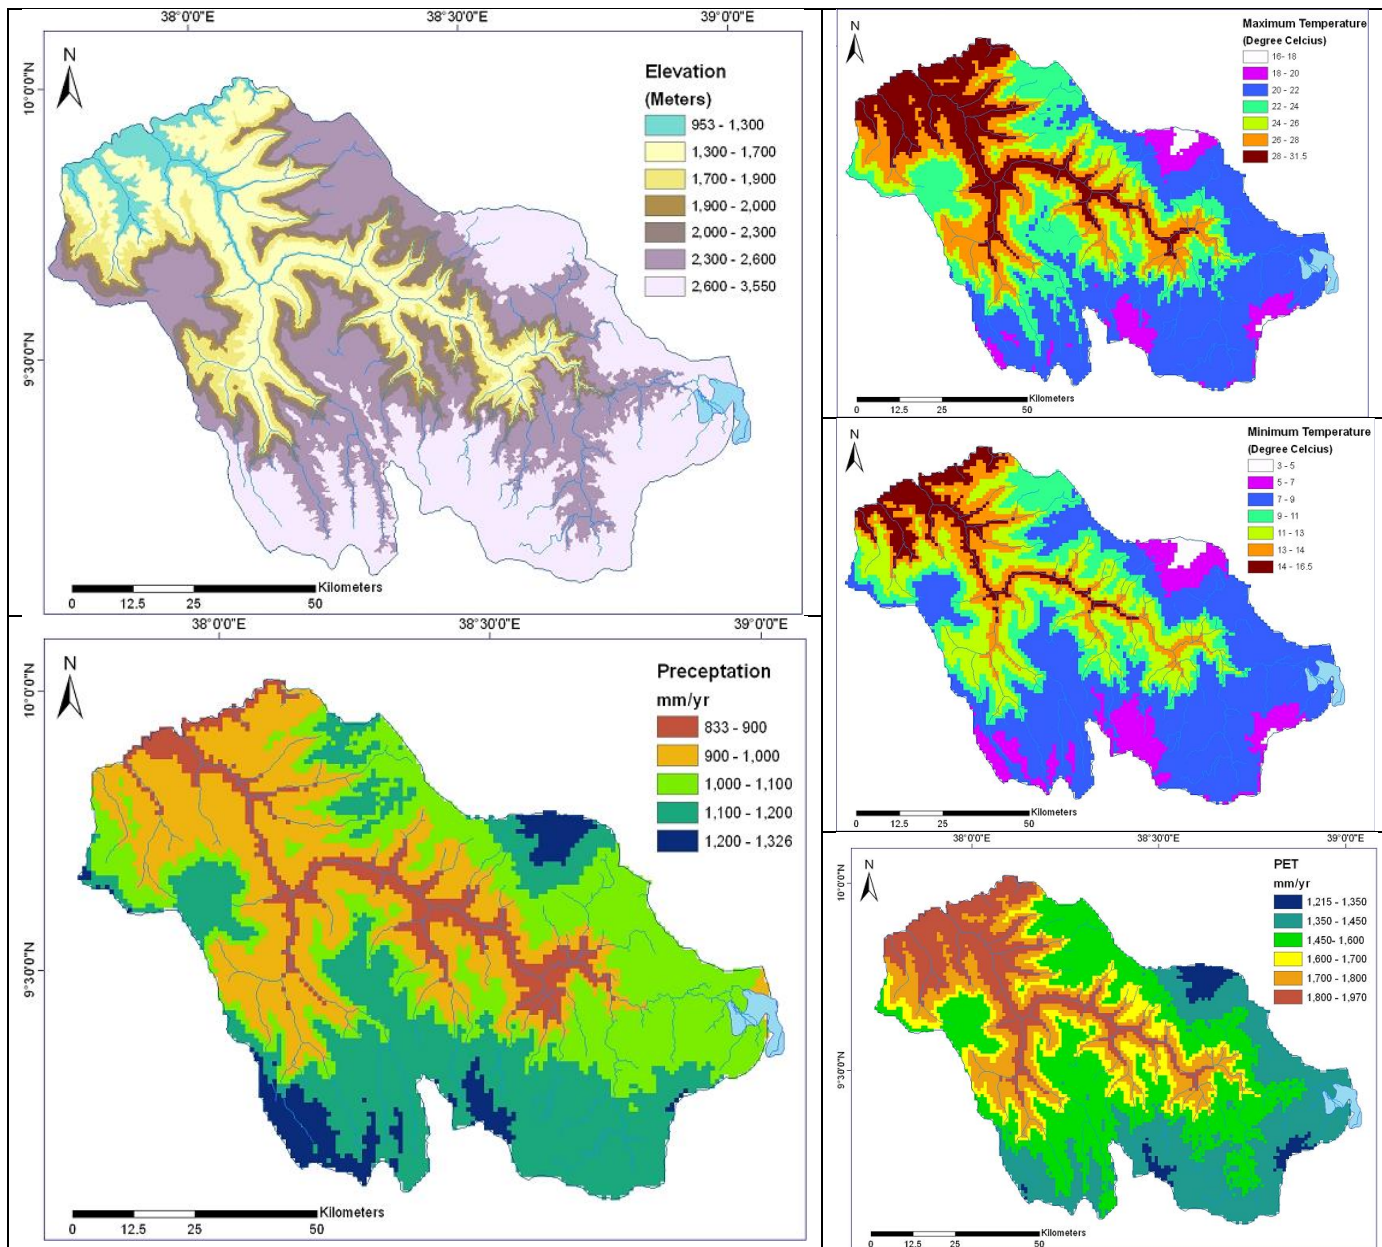 38°0'0"E 38°30'0"E 39°0'0"E
10°0'0"N
9°30'0"N
N
Elevation
(Meters)
953 - 1,300
1,300 - 1,700
1,700 - 1,900
1,900 - 2,000
2,000 - 2,300
2,300 - 2,600
2,600 - 3,550
Kilometers
0 12.5 25 50
N
Maximum Temperature
(Degree Celcius)
16 - 18
18 - 20
20 - 22
22 - 24
24 - 26
26 - 28
28 - 31.5
Kilometers
0 12.5 25 50
N
Minimum Temperature
(Degree Celcius)
3 - 5
5 - 7
7 - 9
9 - 11
11 - 13
13 - 14
14 - 16.5
Kilometers
0 12.5 25 50
38°0'0"E 38°30'0"E 39°0'0"E
10°0'0"N
9°30'0"N
N
Preceptation
mm/yr
833 - 900
900 - 1,000
1,000 - 1,100
1,100 - 1,200
1,200 - 1,326
Kilometers
0 12.5 25 50
38°0'0"E 38°30'0"E 39°0'0"E
10°0'0"N
9°30'0"N
N
PET
mm/yr
1,215 - 1,350
1,350 - 1,450
1,450- 1,600
1,600 - 1,700
1,700 - 1,800
1,800 - 1,970
Kilometers
0 12.5 25 50